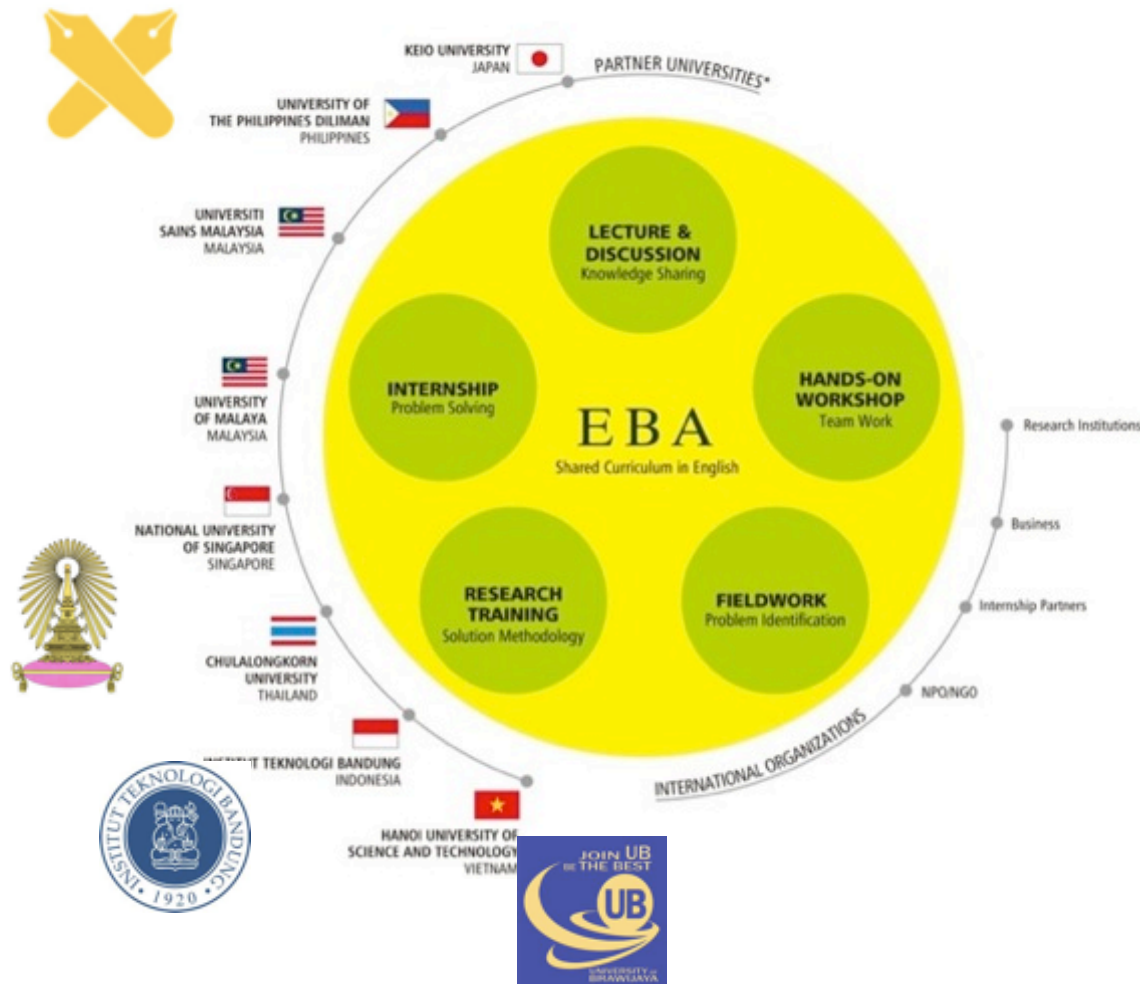 KEIO UNIVERSITY
JAPAN
PARTNER UNIVERSITIES*
UNIVERSITY OF
THE PHILIPPINES DILIMAN
PHILIPPINES
UNIVERSITI
SAINS MALAYSIA
MALAYSIA
UNIVERSITY
OF MALAYA
MALAYSIA
NATIONAL UNIVERSITY
OF SINGAPORE
SINGAPORE
CHULALONGKORN
UNIVERSITY
THAILAND
TEKNOLOGI BANDUNG
INDONESIA
HANOI UNIVERSITY OF
SCIENCE AND TECHNOLOGY
VIETNAM
LECTURE &
DISCUSSION
Knowledge Sharing
INTERNSHIP
Problem Solving
HANDS-ON
WORKSHOP
Team Work
EBA
Shared Curriculum in English
RESEARCH
TRAINING
Solution Methodology
FIELDWORK
Problem Identification
Research Institutions
Business
Internship Partners
NPO/NGO
INTERNATIONAL ORGANIZATIONS
INSTITUT TEKNOLOGI BANDUNG
1920
JOIN UB
BE THE BEST
UB
UNIVERSITY of
BRAWIJAYA